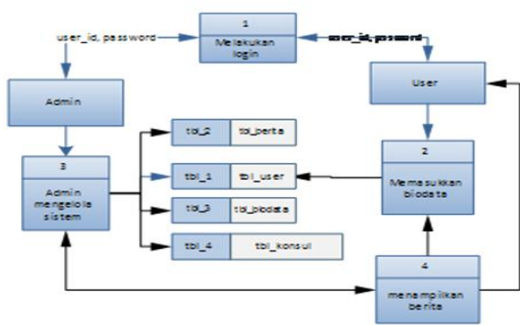 1
user_id, password
Melakukan
login
user_id, password
Admin
User
3
Admin
mengelola
sistem
tbl_2
tbl_berita
tbl_1
tbl_user
tbl_3
tbl_biodata
tbl_4
tbl_konsul
2
Memasukkan
biodata
4
menampilkan
berita